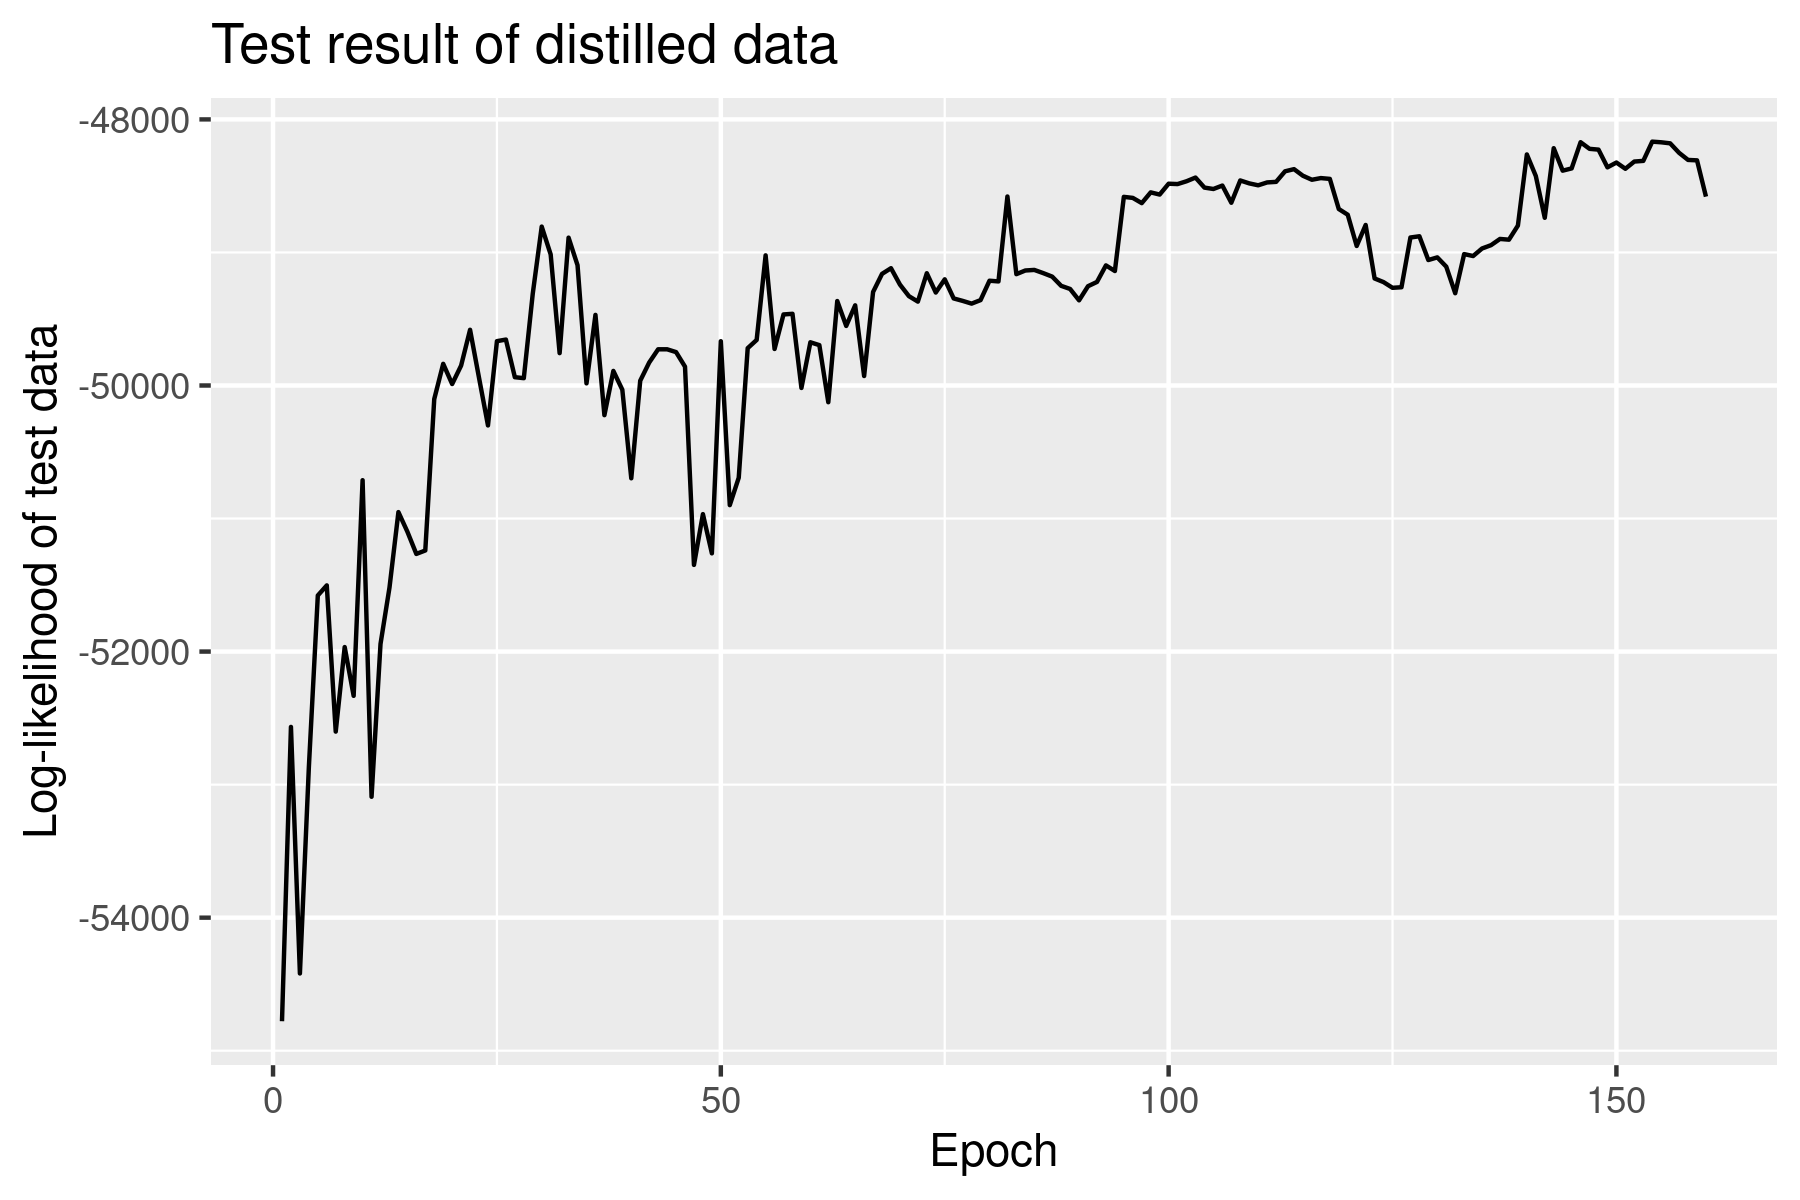 Test result of distilled data
Log-likelihood of test data
-48000
-50000
-52000
-54000
0 50 100 150
Epoch